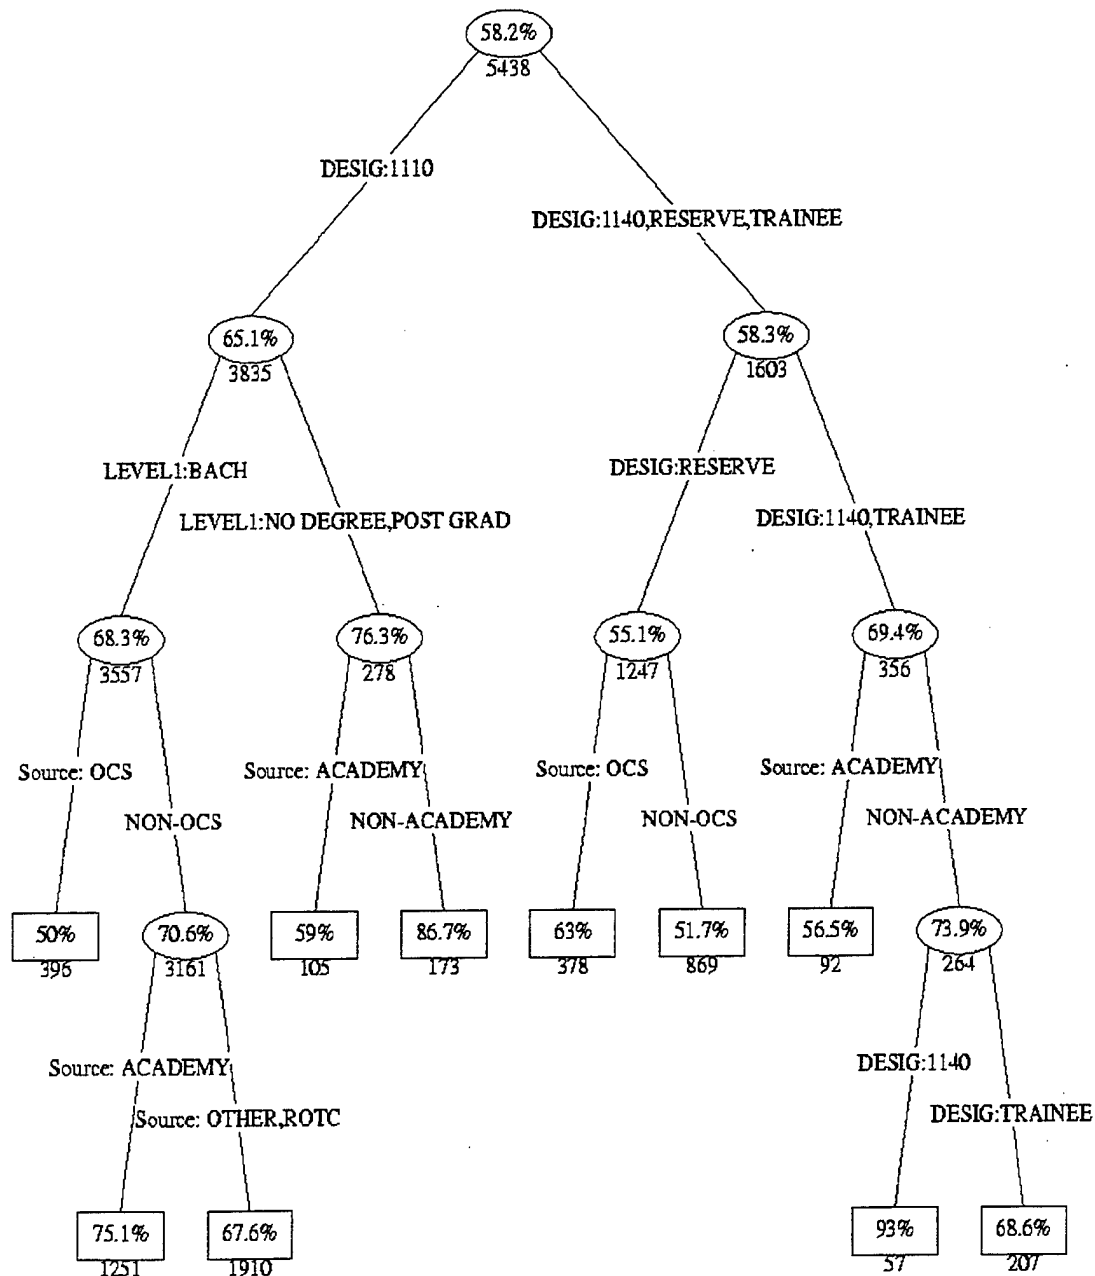 58.2%
5438
DESIG:1110
DESIG:1140,RESERVE,TRAINEE
65.1%
3835
58.3%
1603
LEVEL1:BACH
LEVEL1:NO DEGREE,POST GRAD
DESIG:RESERVE
DESIG:1140,TRAINEE
68.3%
3557
76.3%
278
55.1%
1247
69.4%
356
Source: OCS
NON-OCS
Source: ACADEMY
NON-ACADEMY
Source: OCS
NON-OCS
Source: ACADEMY
NON-ACADEMY
50%
396
70.6%
3161
59%
105
86.7%
173
63%
378
51.7%
869
56.5%
92
73.9%
264
Source: ACADEMY
Source: OTHER,ROTC
DESIG:1140
DESIG:TRAINEE
75.1%
1251
67.6%
1910
93%
57
68.6%
207